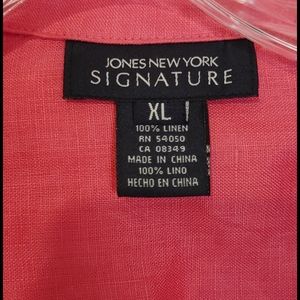 JONES NEW YORK
SIGNATURE
XL
100% LINEN
RN 54050
CA 08349
MADE IN CHINA
100% LINO
HECHO EN CHINA